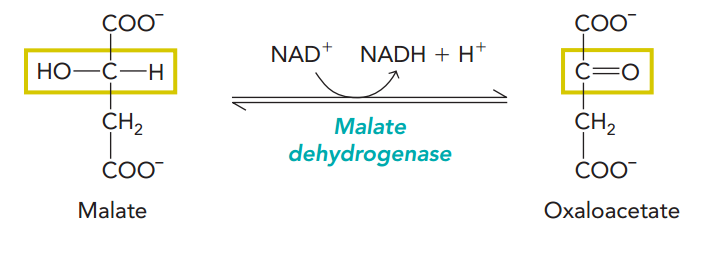 COO⁻
HO—C—H
CH₂
COO⁻
Malate
NAD⁺ NADH + H⁺
Malate
dehydrogenase
COO⁻
C=O
CH₂
COO⁻
Oxaloacetate